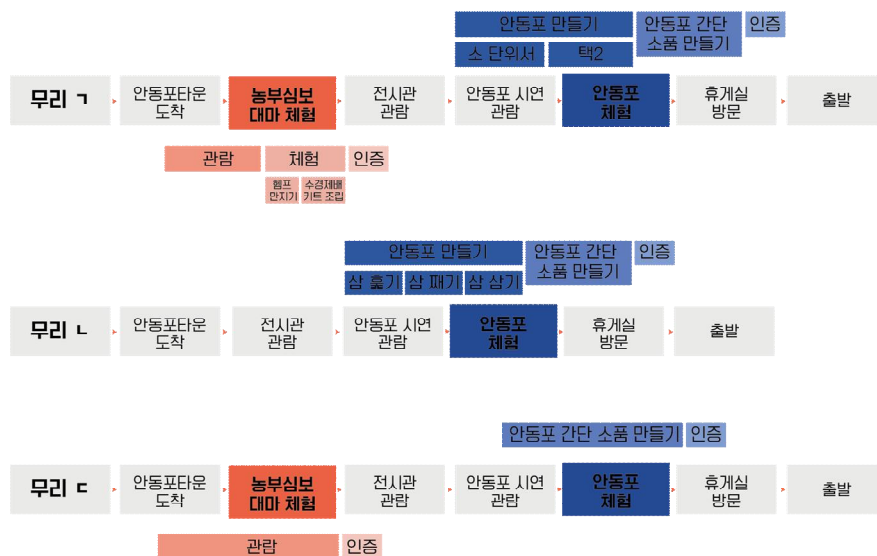 안동포 만들기
안동포 간단
소품 만들기
인증
소 단위서
택2
무리 ㄱ
안동포타운
도착
농부심보
대마 체험
전시관
관람
안동포 시연
관람
안동포
체험
휴게실
방문
출발
관람
체험
인증
헴프
만지기
수경제배
키트 조립
안동포 만들기
안동포 간단
소품 만들기
인증
삼 훑기
삼 째기
삼 삼기
무리 ㄴ
안동포타운
도착
전시관
관람
안동포 시연
관람
안동포
체험
휴게실
방문
출발
안동포 간단 소품 만들기
인증
무리 ㄷ
안동포타운
도착
농부심보
대마 체험
전시관
관람
안동포 시연
관람
안동포
체험
휴게실
방문
출발
관람
인증